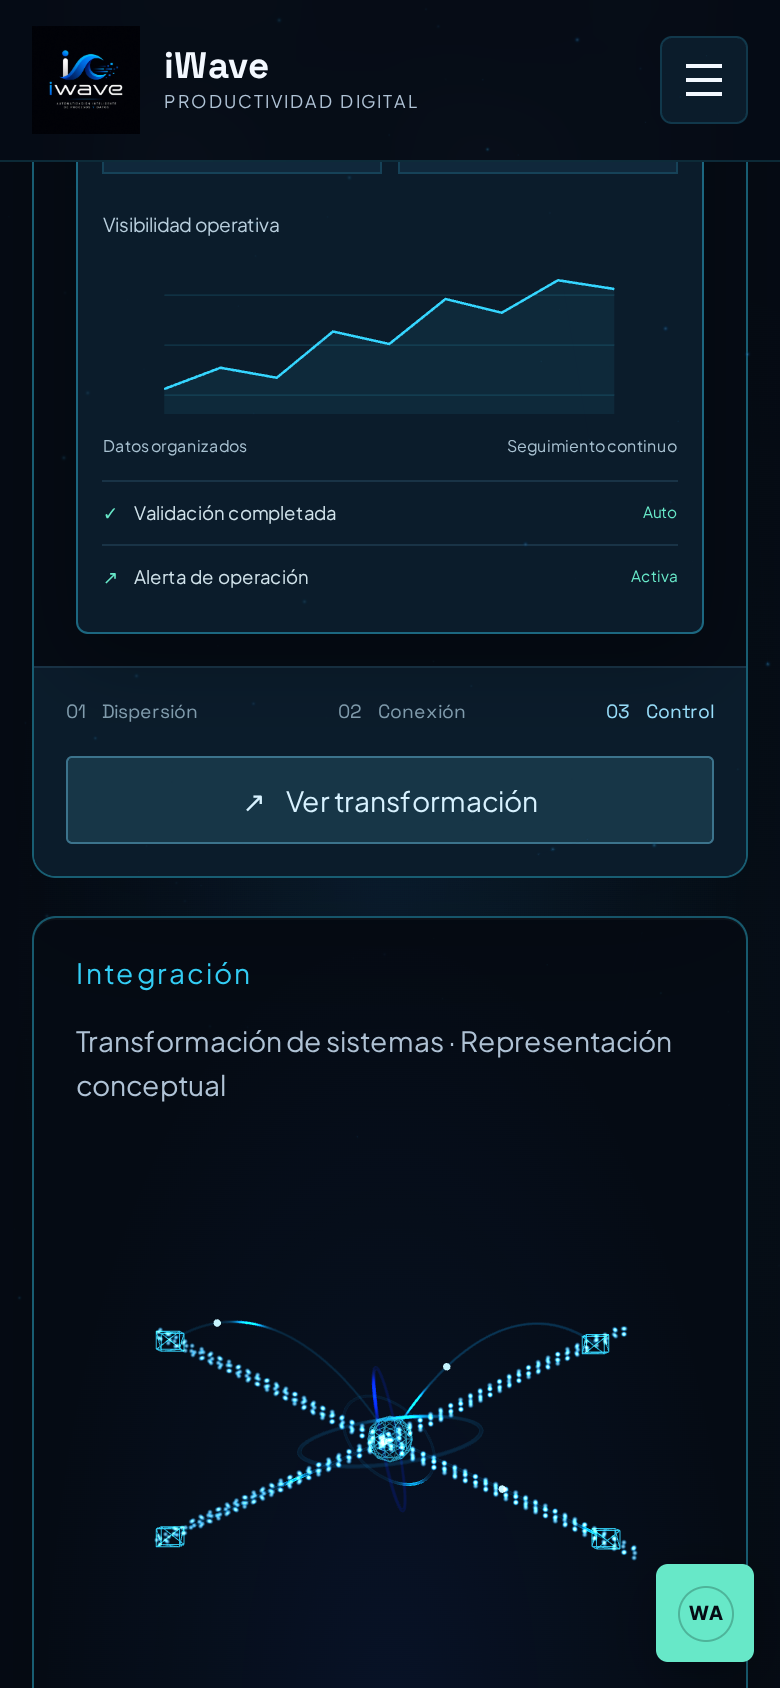 iwave
iWave
PRODUCTIVIDAD DIGITAL
Visibilidad operativa
Datos organizados
Seguimiento continuo
✓ Validación completada
Auto
↗ Alerta de operación
Activa
01 Dispersión
02 Conexión
03 Control
↗ Ver transformación
Integración
Transformación de sistemas · Representación
conceptual
WA